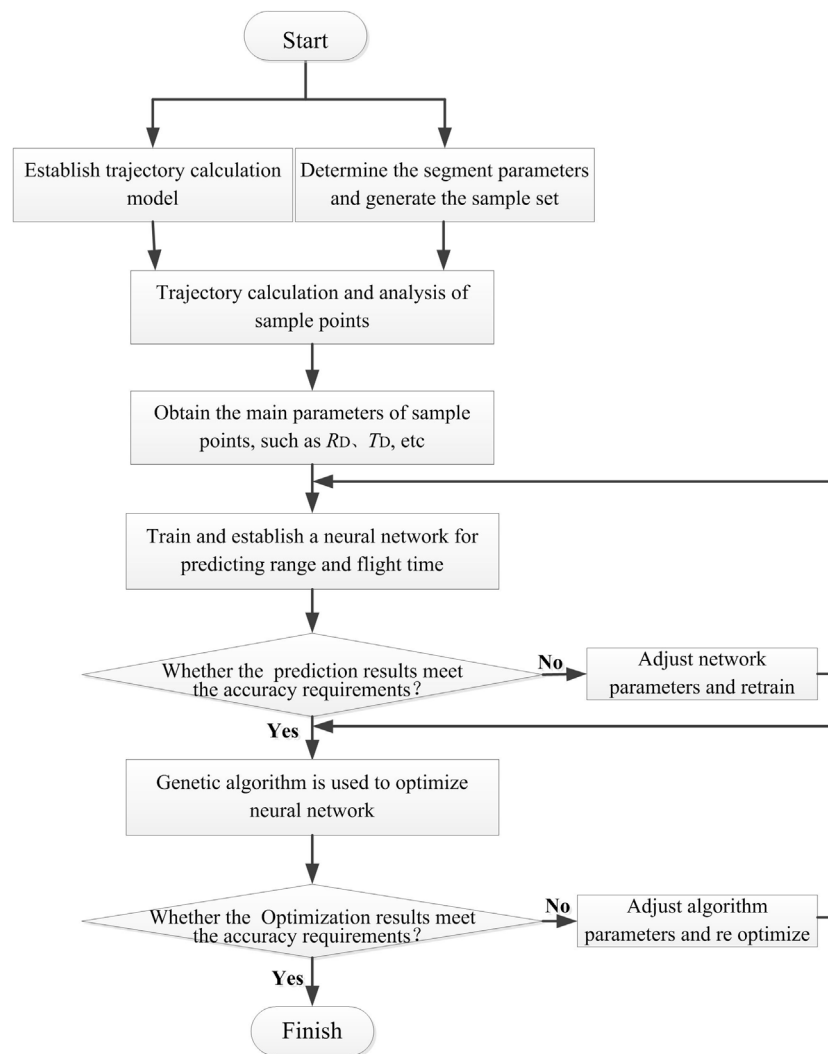 Start
Establish trajectory calculation
model
Determine the segment parameters
and generate the sample set
Trajectory calculation and analysis of
sample points
Obtain the main parameters of sample
points, such as RD、TD, etc
Train and establish a neural network for
predicting range and flight time
Whether the prediction results meet
the accuracy requirements?
No
Adjust network
parameters and retrain
Yes
Genetic algorithm is used to optimize
neural network
Whether the Optimization results meet
the accuracy requirements?
No
Adjust algorithm
parameters and re optimize
Yes
Finish